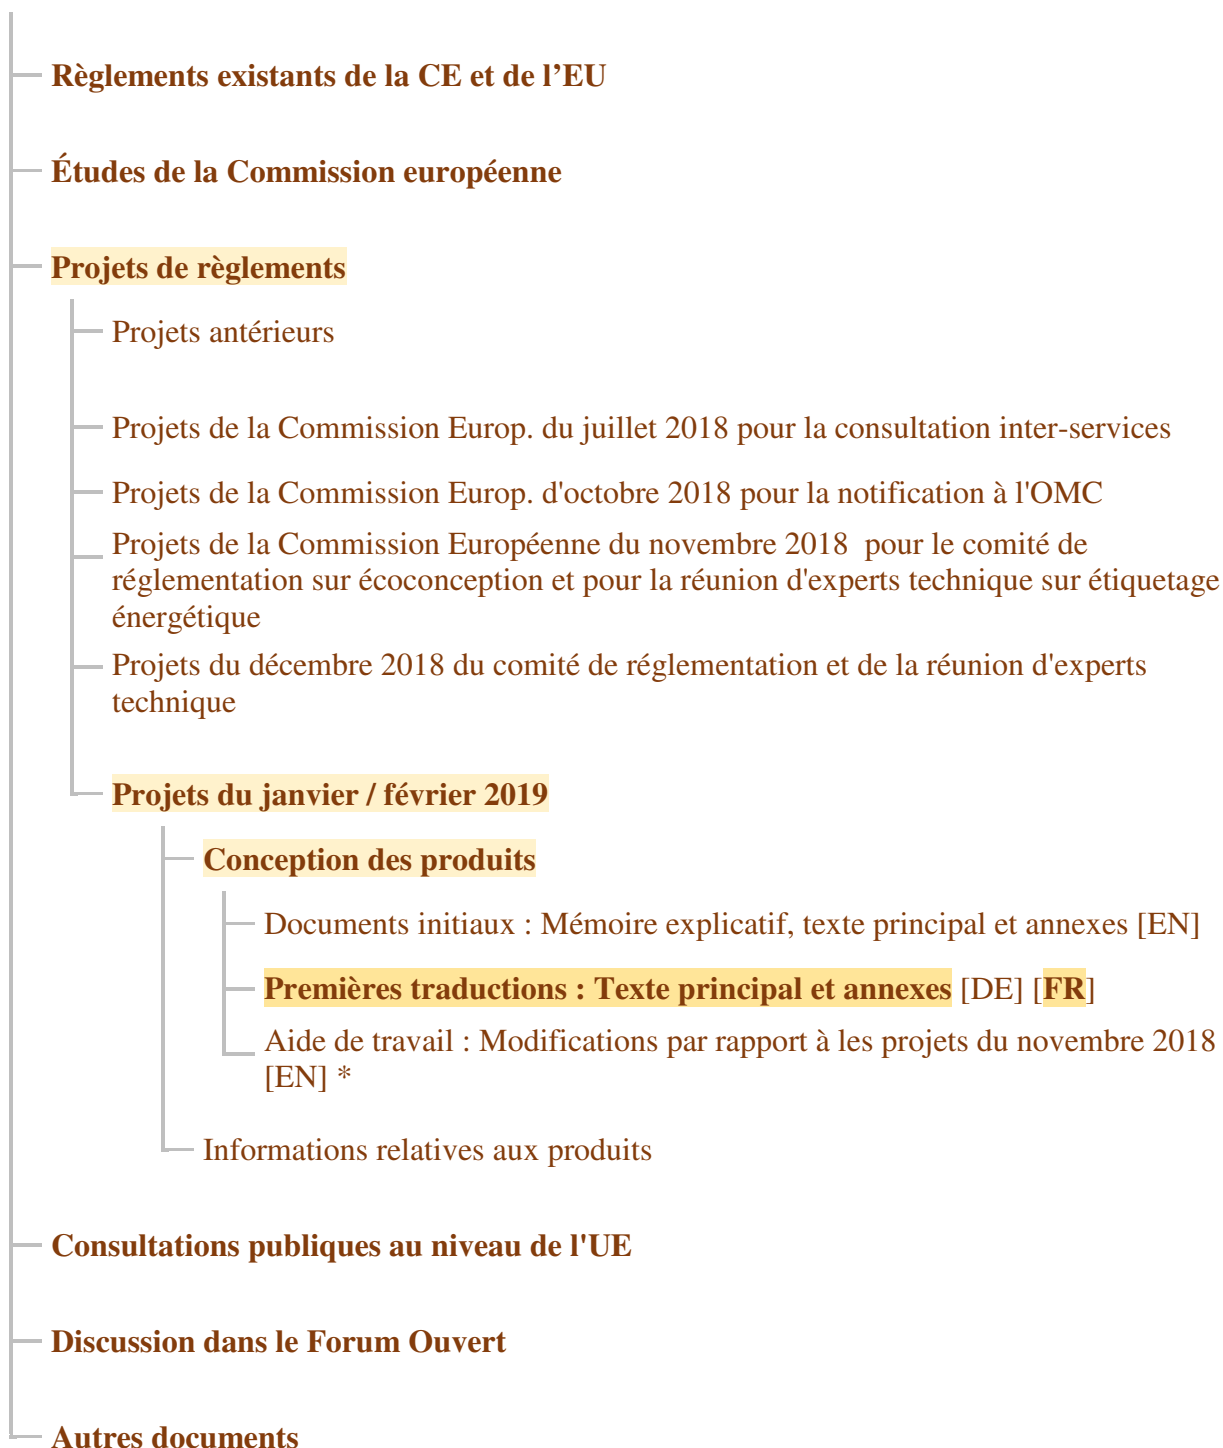 Règlements existants de la CE et de l’EU
Études de la Commission européenne
Projets de règlements
Projets antérieurs
Projets de la Commission Europ. du juillet 2018 pour la consultation inter-services
Projets de la Commission Europ. d'octobre 2018 pour la notification à l'OMC
Projets de la Commission Européenne du novembre 2018  pour le comité de
réglementation sur écoconception et pour la réunion d'experts technique sur étiquetage
énergétique
Projets du décembre 2018 du comité de réglementation et de la réunion d'experts
technique
Projets du janvier / février 2019
Conception des produits
Documents initiaux : Mémoire explicatif, texte principal et annexes [EN]
Premières traductions : Texte principal et annexes [DE] [FR]
Aide de travail : Modifications par rapport à les projets du novembre 2018
[EN] *
Informations relatives aux produits
Consultations publiques au niveau de l'UE
Discussion dans le Forum Ouvert
Autres documents